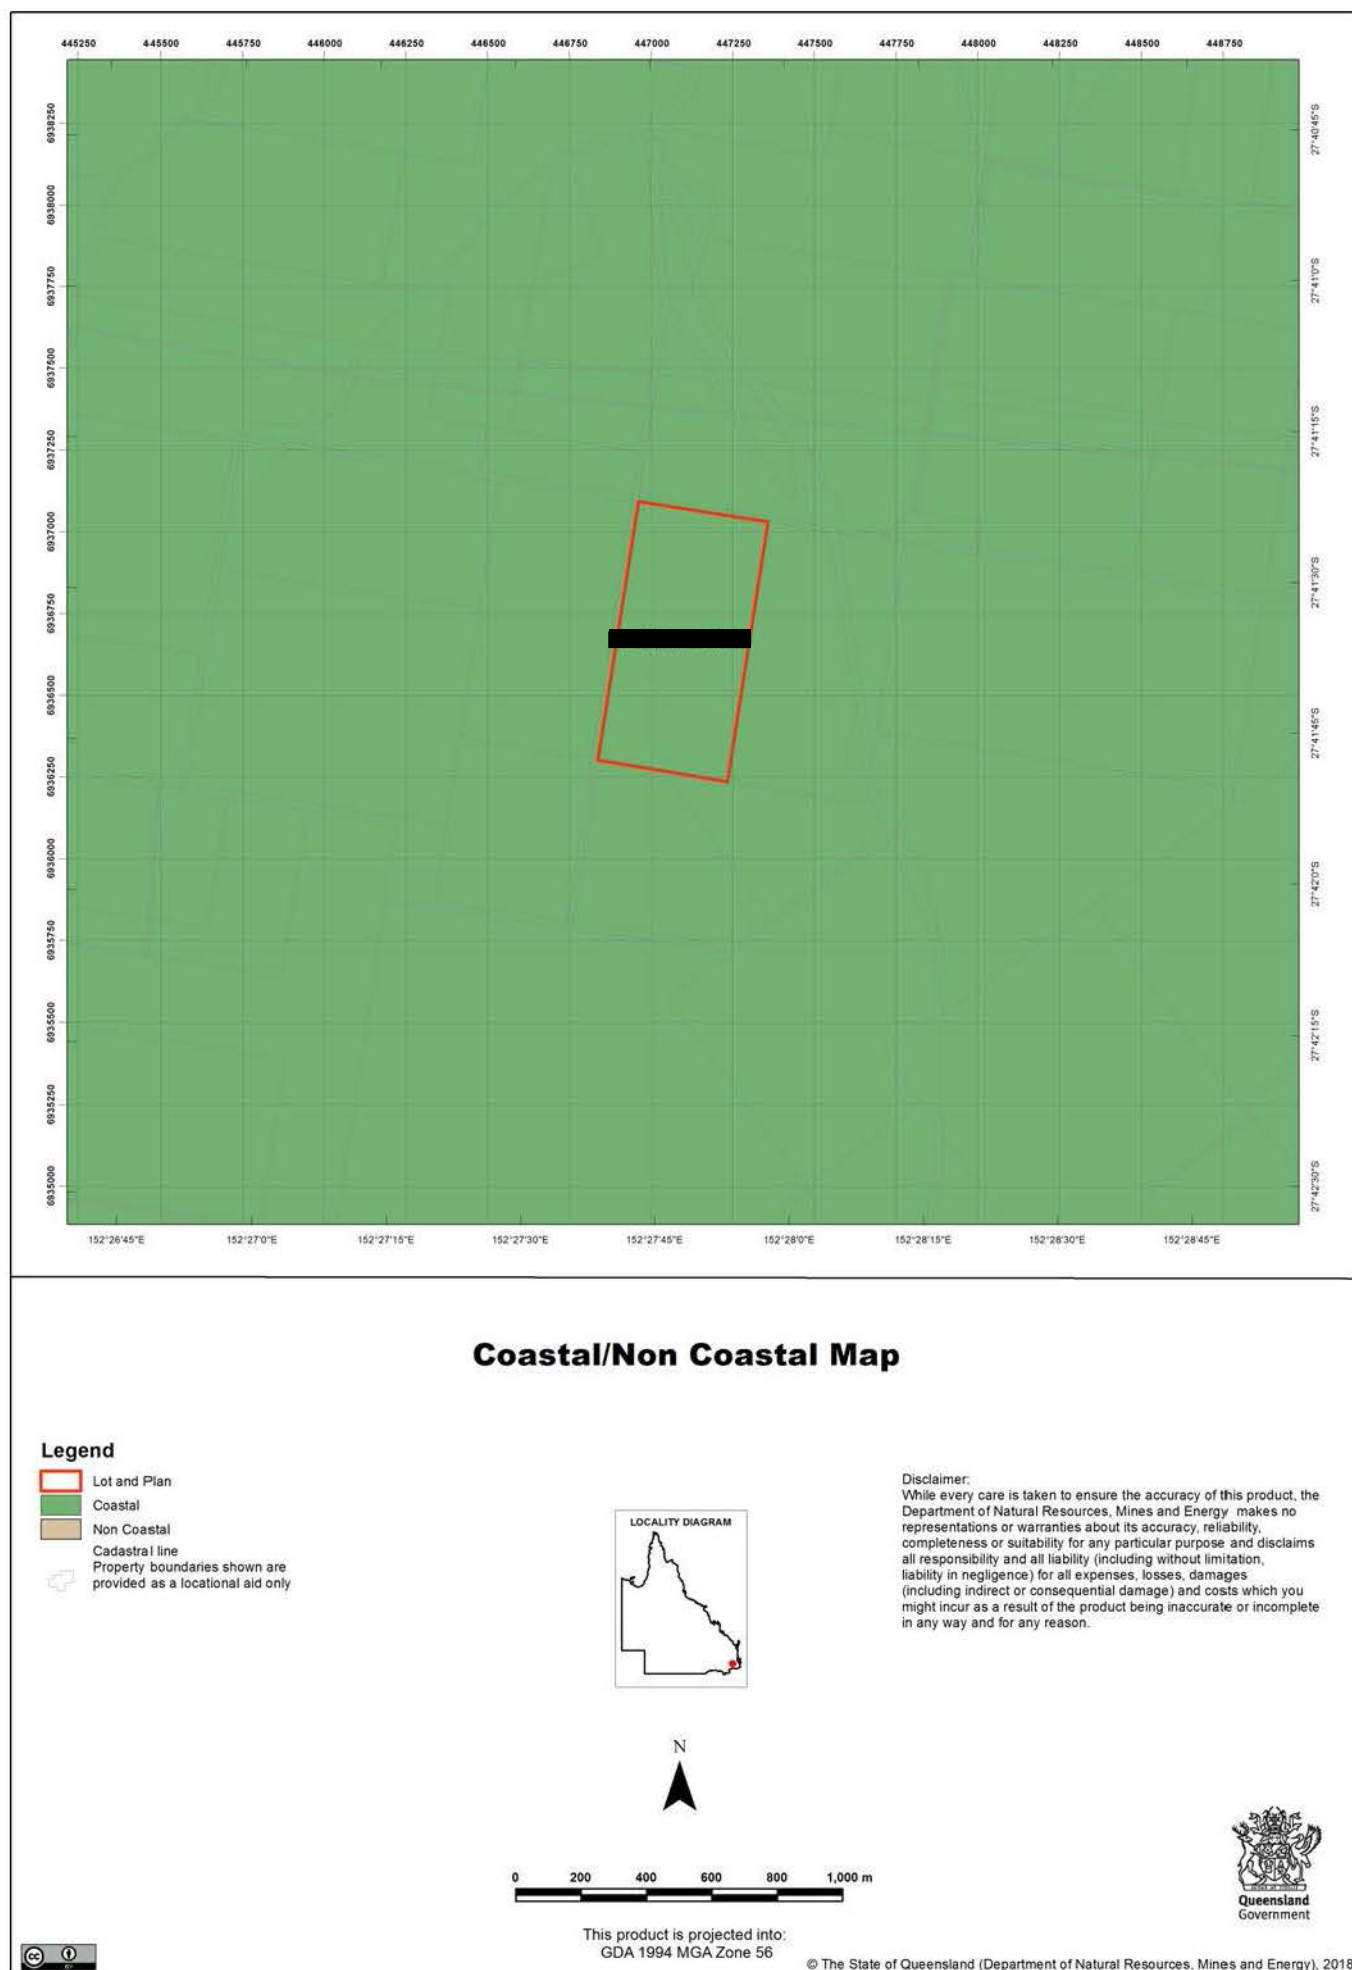 445250 445500 445750 446000 446250 446500 446750 447000 447250 447500 447750 448000 448250 448500 448750
6938250
6938000
6937750
6937500
6937250
6937000
6936750
6936500
6936250
6936000
6935750
6935500
6935250
6935000
27°40'45"S
27°41'0"S
27°41'15"S
27°41'30"S
27°41'45"S
27°42'0"S
27°42'15"S
27°42'30"S
152°26'45"E 152°27'0"E 152°27'15"E 152°27'30"E 152°27'45"E 152°28'0"E 152°28'15"E 152°28'30"E 152°28'45"E
Coastal/Non Coastal Map
Legend
Lot and Plan
Coastal
Non Coastal
Cadastral line
Property boundaries shown are
provided as a locational aid only
LOCALITY DIAGRAM
Disclaimer:
While every care is taken to ensure the accuracy of this product, the
Department of Natural Resources, Mines and Energy makes no
representations or warranties about its accuracy, reliability,
completeness or suitability for any particular purpose and disclaims
all responsibility and all liability (including without limitation,
liability in negligence) for all expenses, losses, damages
(including indirect or consequential damage) and costs which you
might incur as a result of the product being inaccurate or incomplete
in any way and for any reason.
N
0 200 400 600 800 1,000 m
This product is projected into:
GDA 1994 MGA Zone 56
Queensland
Government
cc
© The State of Queensland (Department of Natural Resources, Mines and Energy), 2018